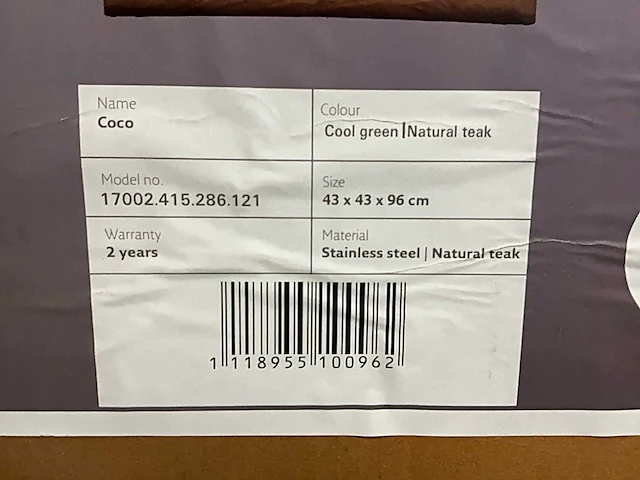 Name
Coco
Colour
Cool green | Natural teak
Model no.
17002.415.286.121
Size
43 x 43 x 96 cm
Warranty
2 years
Material
Stainless steel | Natural teak
1 118955 100962